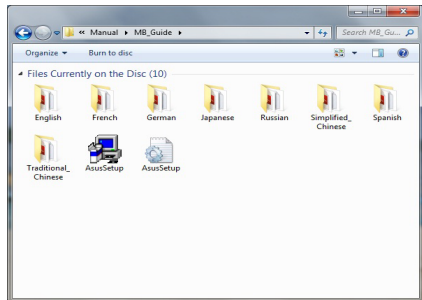 « Manual ▸ MB_Guide ▸
Search MB_Gu...
Organize ▾ Burn to disc
Files Currently on the Disc (10)
English French German Japanese Russian Simplified_ Spanish
Chinese
Traditional_ AsusSetup AsusSetup
Chinese